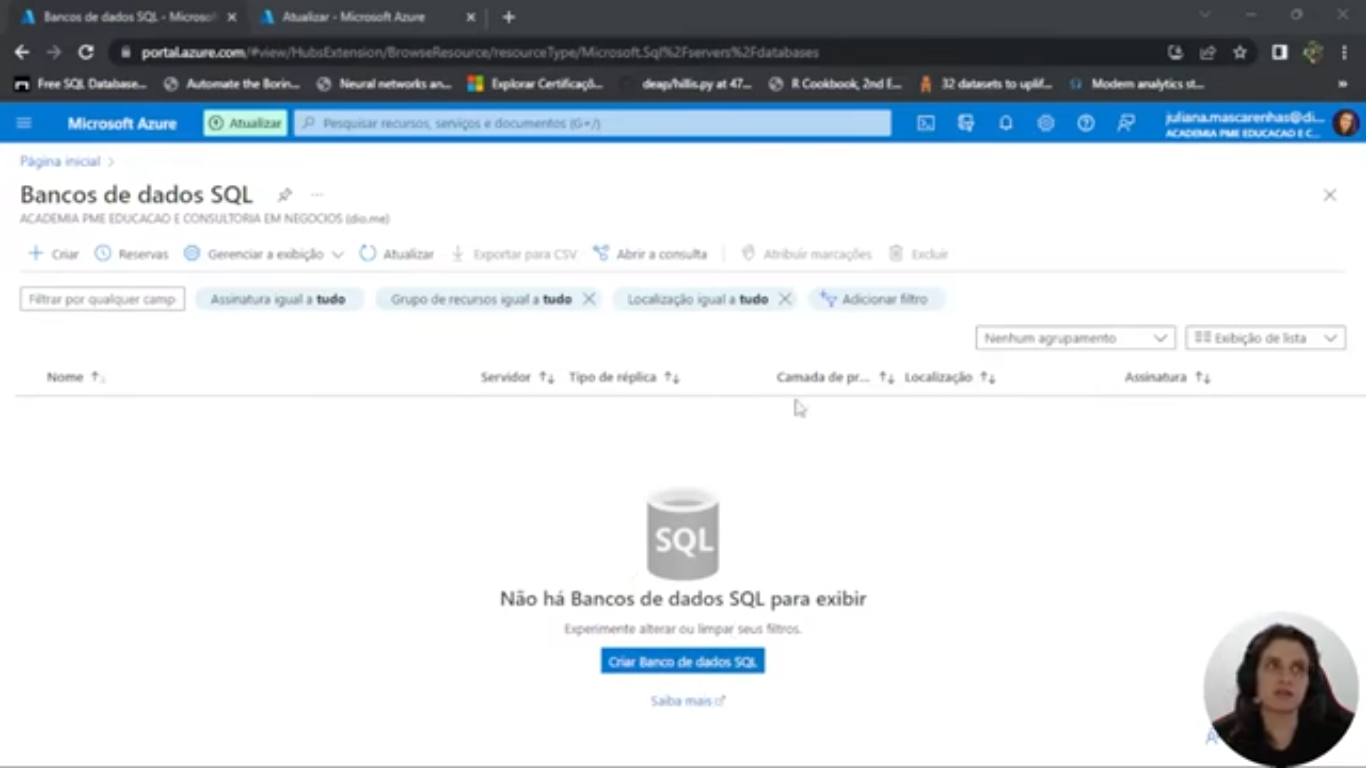 Bancos de dados SQL - Microsof
Atualizar - Microsoft Azure
portal.azure.com/#view/HubsExtension/BrowseResource/resourceType/Microsoft.Sql%2Fservers%2Fdatabases
Free SQL Database... Automate the Borin... Neural networks an... Explorar Certificaçõ... deap/hillis.py at 47... R Cookbook, 2nd E... 32 datasets to uplif... Modern analytics st... »
Microsoft Azure Atualizar Pesquisar recursos, serviços e documentos (G+/) juliana.mascarenhas@di...
ACADEMIA PME EDUCACAO E C...
Página inicial >
Bancos de dados SQL ...
ACADEMIA PME EDUCACAO E CONSULTORIA EM NEGOCIOS (dio.me)
Criar Reservas Gerenciar a exibição Atualizar Exportar para CSV Abrir a consulta Atribuir marcações Excluir
Filtrar por qualquer camp Assinatura igual a tudo Grupo de recursos igual a tudo Localização igual a tudo Adicionar filtro
Nenhum agrupamento Exibição de lista
Nome Servidor Tipo de réplica Camada de pr... Localização Assinatura
SQL
Não há Bancos de dados SQL para exibir
Experimente alterar ou limpar seus filtros.
Criar Banco de dados SQL
Saiba mais